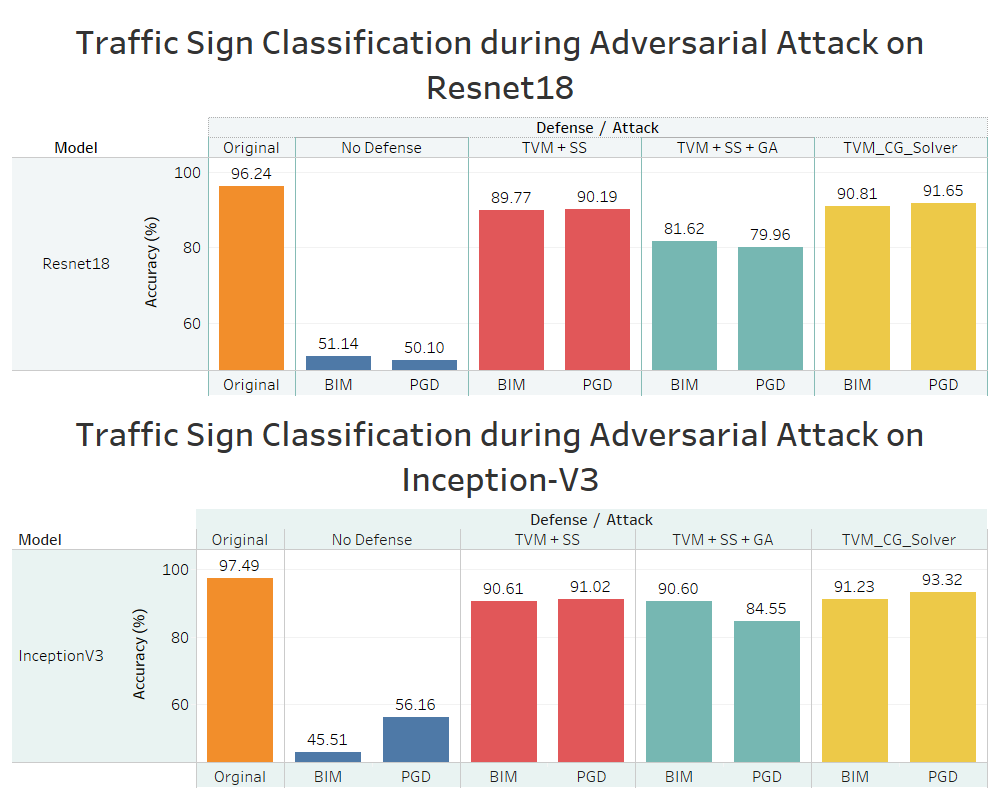 Traffic Sign Classification during Adversarial Attack on
Resnet18
Defense / Attack
Model Original No Defense TVM + SS TVM + SS + GA TVM_CG_Solver
100
96.24
89.77 90.19
81.62 79.96
90.81 91.65
80
Resnet18
Accuracy (%)
60
51.14 50.10
Original BIM PGD BIM PGD BIM PGD BIM PGD
Traffic Sign Classification during Adversarial Attack on
Inception-V3
Defense / Attack
Model Orginal No Defense TVM + SS TVM + SS + GA TVM_CG_Solver
100
97.49
90.61 91.02
90.60 84.55
91.23 93.32
80
InceptionV3
Accuracy (%)
60
45.51 56.16
Orginal BIM PGD BIM PGD BIM PGD BIM PGD